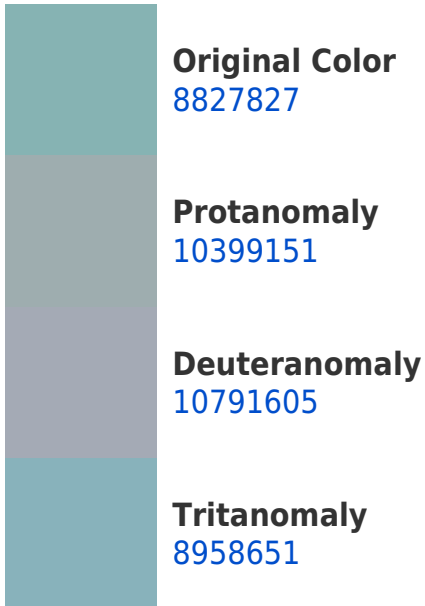 Original Color
8827827
Protanomaly
10399151
Deuteranomaly
10791605
Tritanomaly
8958651